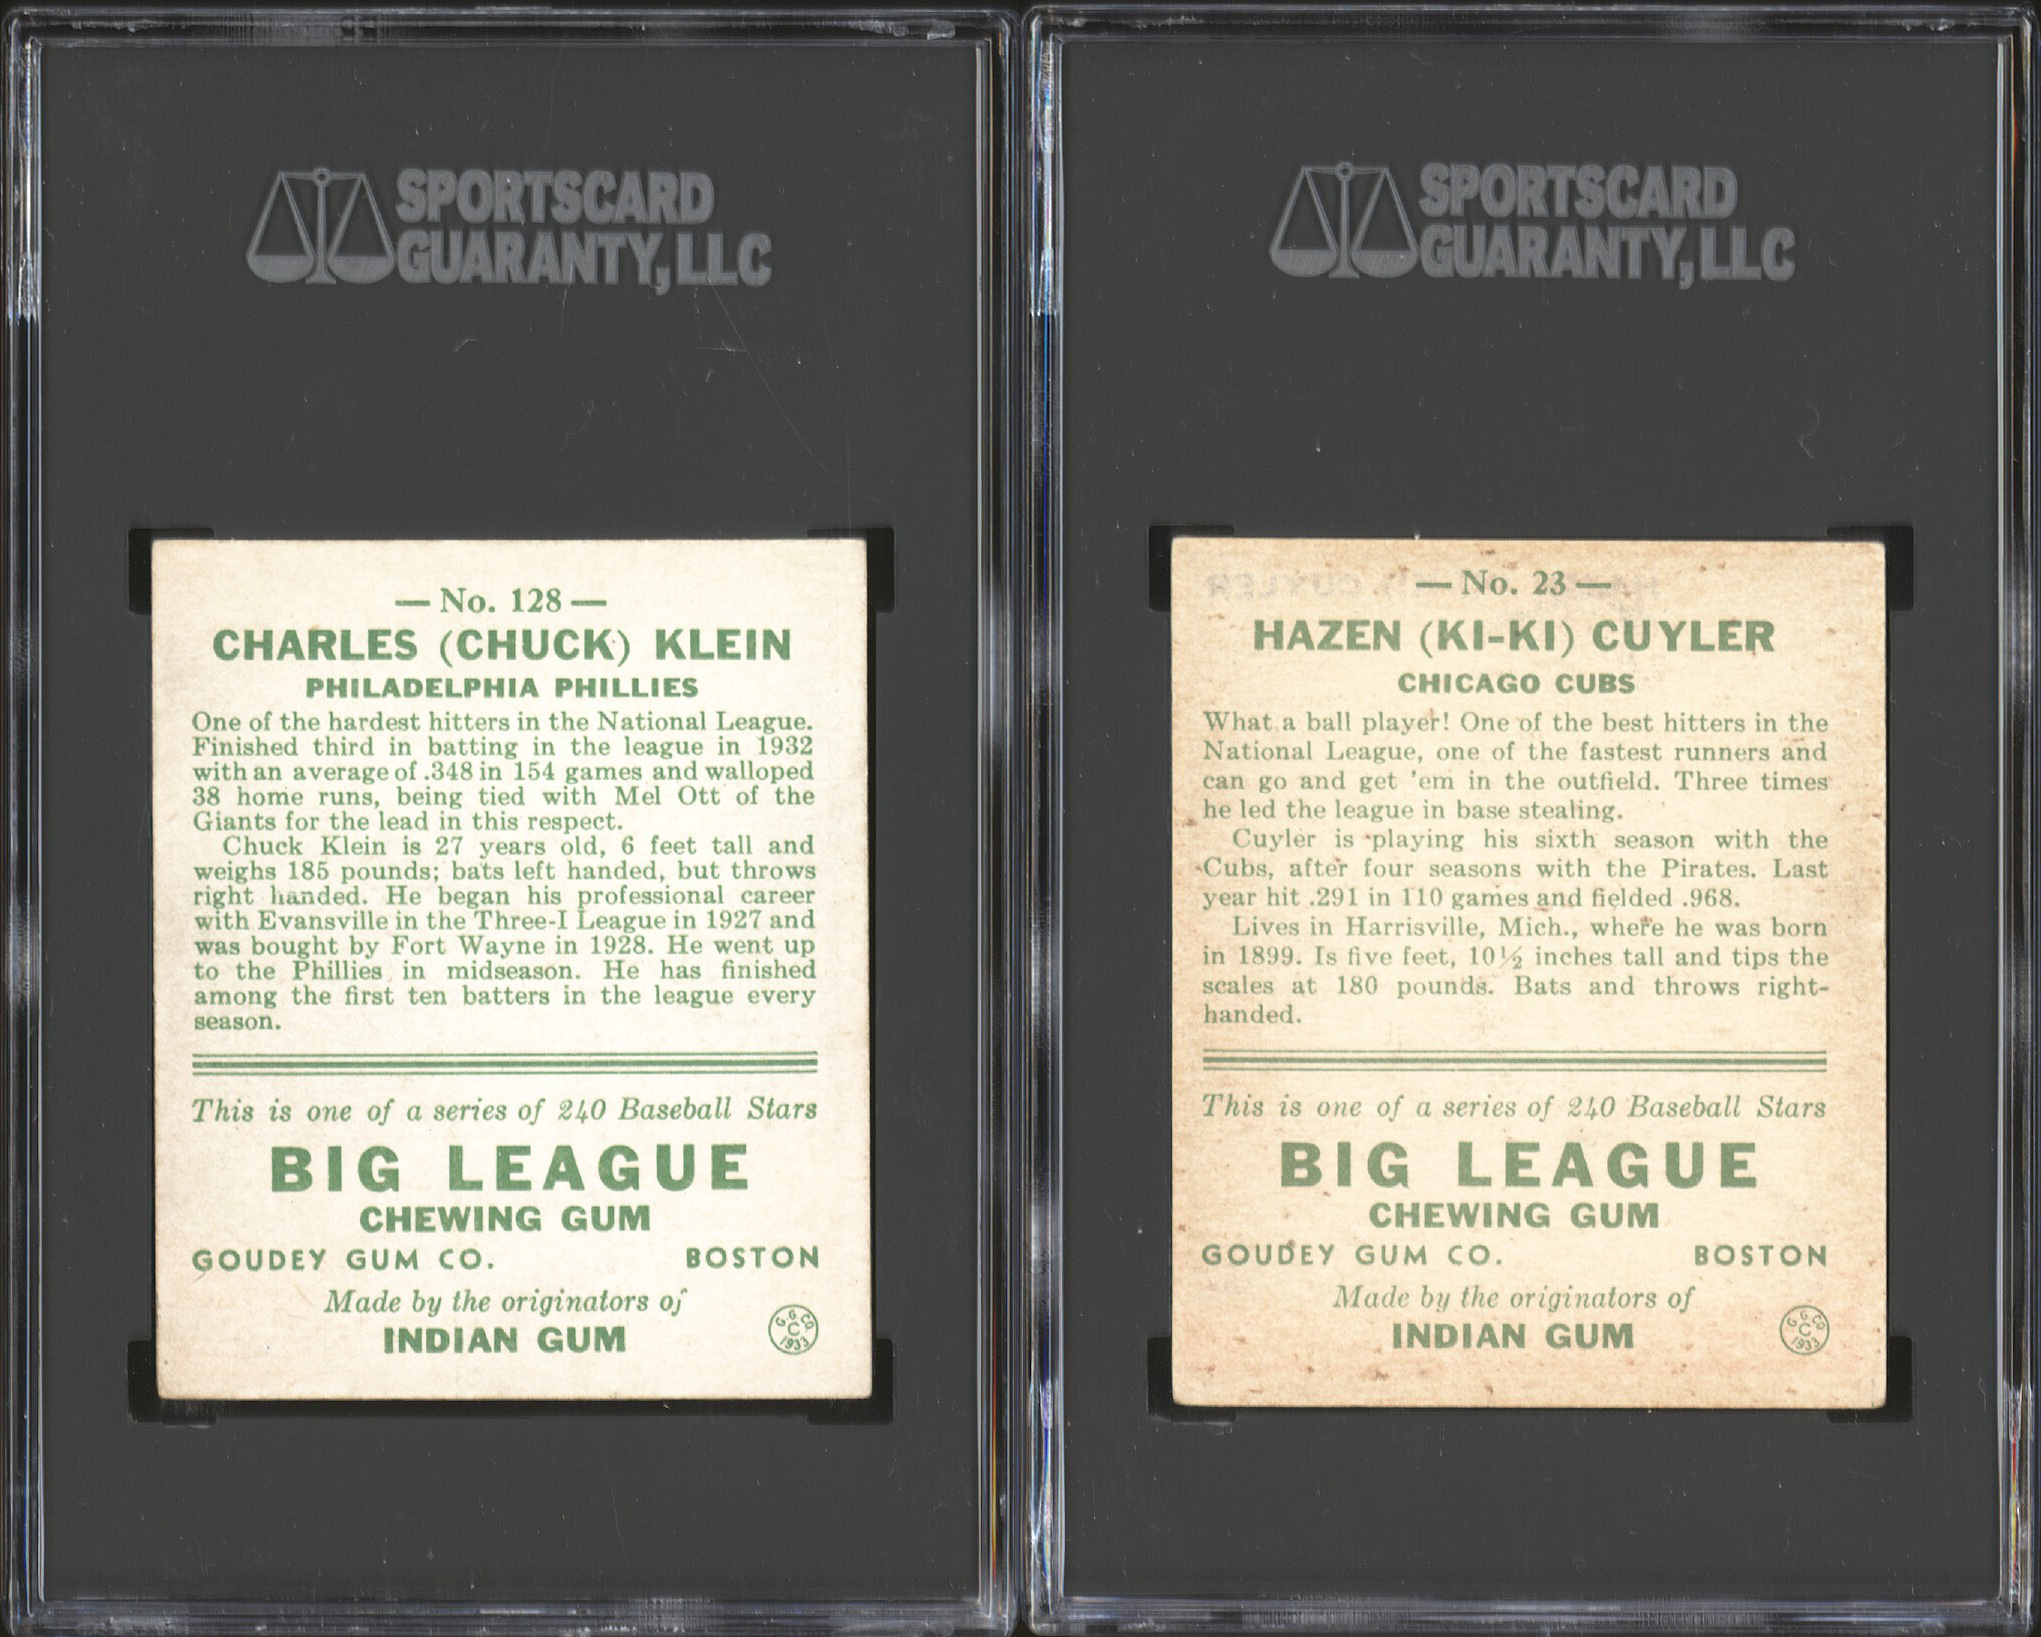 SPORTSCARD
GUARANTY, LLC
— No. 128 —
CHARLES (CHUCK) KLEIN
PHILADELPHIA PHILLIES
One of the hardest hitters in the National League.
Finished third in batting in the league in 1932
with an average of .348 in 154 games and walloped
38 home runs, being tied with Mel Ott of the
Giants for the lead in this respect.
Chuck Klein is 27 years old, 6 feet tall and
weighs 185 pounds; bats left handed, but throws
right handed. He began his professional career
with Evansville in the Three-I League in 1927 and
was bought by Fort Wayne in 1928. He went up
to the Phillies in midseason. He has finished
among the first ten batters in the league every
season.
This is one of a series of 240 Baseball Stars
BIG LEAGUE
CHEWING GUM
GOUDEY GUM CO. BOSTON
Made by the originators of
INDIAN GUM
G. G. CO
C
1933
SPORTSCARD
GUARANTY, LLC
— No. 23 —
HAZEN (KI-KI) CUYLER
CHICAGO CUBS
What a ball player! One of the best hitters in the
National League, one of the fastest runners and
can go and get 'em in the outfield. Three times
he led the league in base stealing.
Cuyler is playing his sixth season with the
Cubs, after four seasons with the Pirates. Last
year hit .291 in 110 games and fielded .968.
Lives in Harrisville, Mich., where he was born
in 1899. Is five feet, 10½ inches tall and tips the
scales at 180 pounds. Bats and throws right-
handed.
This is one of a series of 240 Baseball Stars
BIG LEAGUE
CHEWING GUM
GOUDEY GUM CO. BOSTON
Made by the originators of
INDIAN GUM
G. G. CO
C
1933